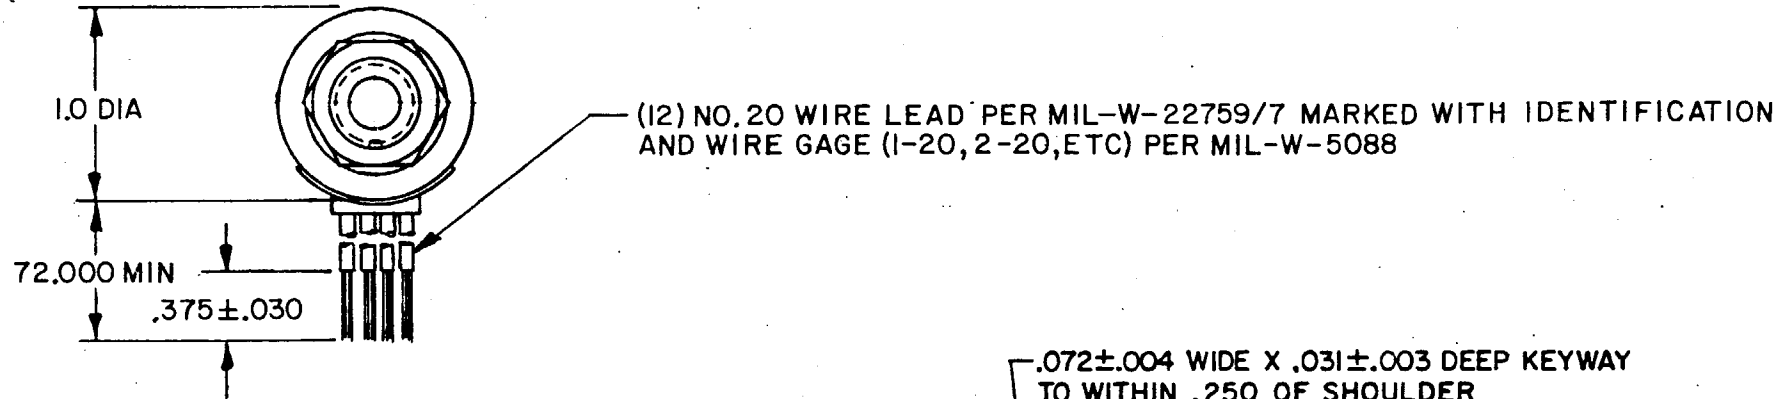 1.0 DIA
(12) NO. 20 WIRE LEAD PER MIL-W-22759/7 MARKED WITH IDENTIFICATION
AND WIRE GAGE (1-20, 2-20, ETC) PER MIL-W-5088
72.000 MIN
.375±.030
.072±.004 WIDE X .031±.003 DEEP KEYWAY
TO WITHIN .250 OF SHOULDER